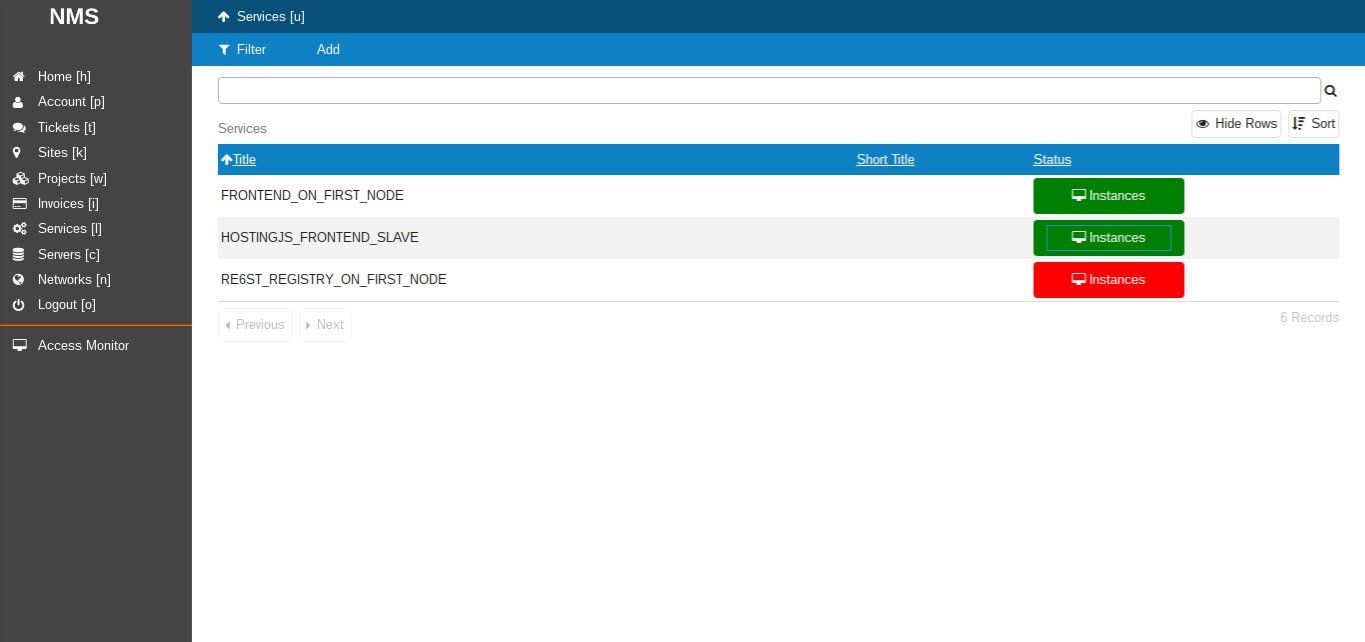 NMS
Home [h]
Account [p]
Tickets [t]
Sites [k]
Projects [w]
Invoices [i]
Services [l]
Servers [c]
Networks [n]
Logout [o]
Access Monitor
Services [u]
Filter Add
Services
Hide Rows Sort
Title Short Title Status
FRONTEND_ON_FIRST_NODE Instances
HOSTINGJS_FRONTEND_SLAVE Instances
RE6ST_REGISTRY_ON_FIRST_NODE Instances
Previous Next 6 Records